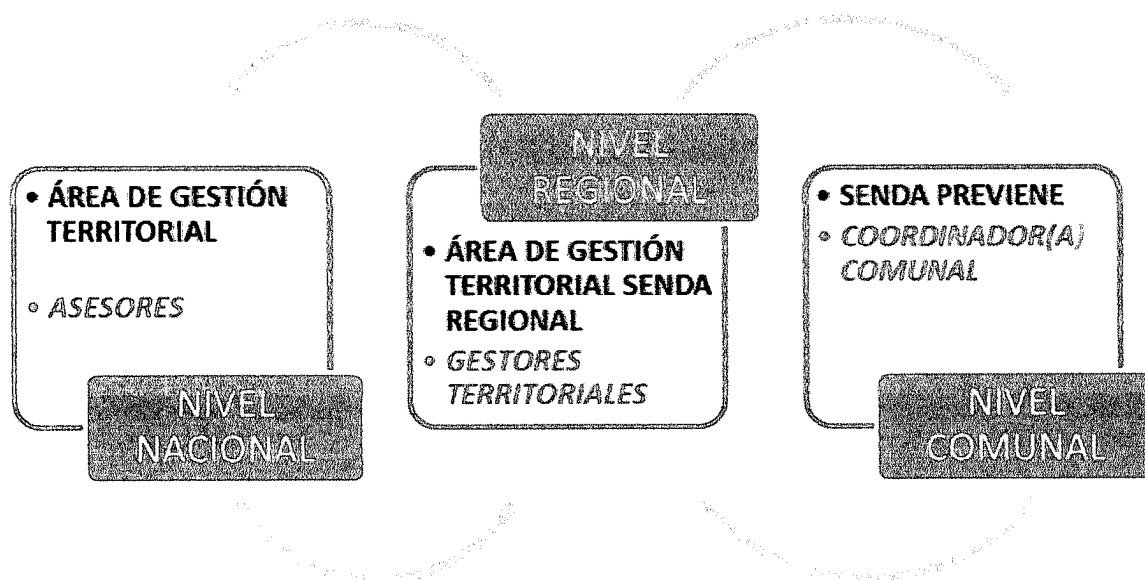 • ÁREA DE GESTIÓN
TERRITORIAL
• ASESORES
NIVEL
NACIONAL
NIVEL
REGIONAL
• ÁREA DE GESTIÓN
TERRITORIAL SENDA
REGIONAL
• GESTORES
TERRITORIALES
• SENDA PREVIENE
• COORDINADOR(A)
COMUNAL
NIVEL
COMUNAL